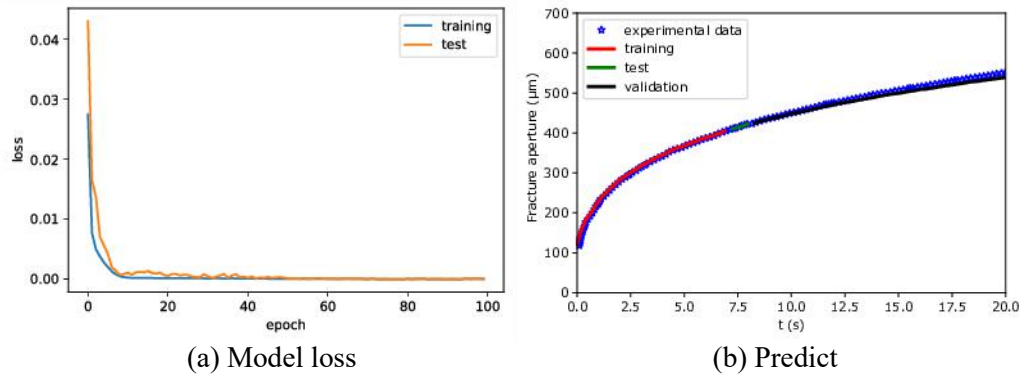 training
test
0.04
0.03
0.02
0.01
0.00
loss
0
20
40
60
80
100
epoch
(a) Model loss
experimental data
training
test
validation
700
600
500
400
300
200
100
0
Fracture aperture (μm)
0.0
2.5
5.0
7.5
10.0
12.5
15.0
17.5
20.0
t (s)
(b) Predict